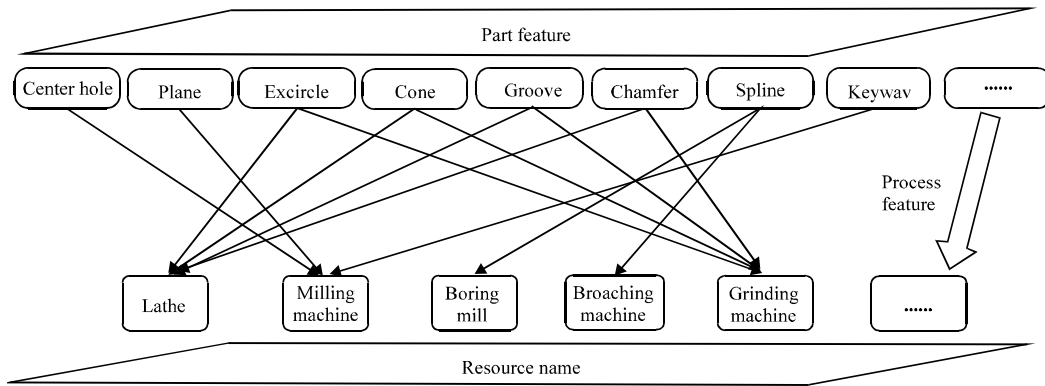 Part feature
Center hole
Plane
Excircle
Cone
Groove
Chamfer
Spline
Keywav
......
Process
feature
Lathe
Milling
machine
Boring
mill
Broaching
machine
Grinding
machine
......
Resource name